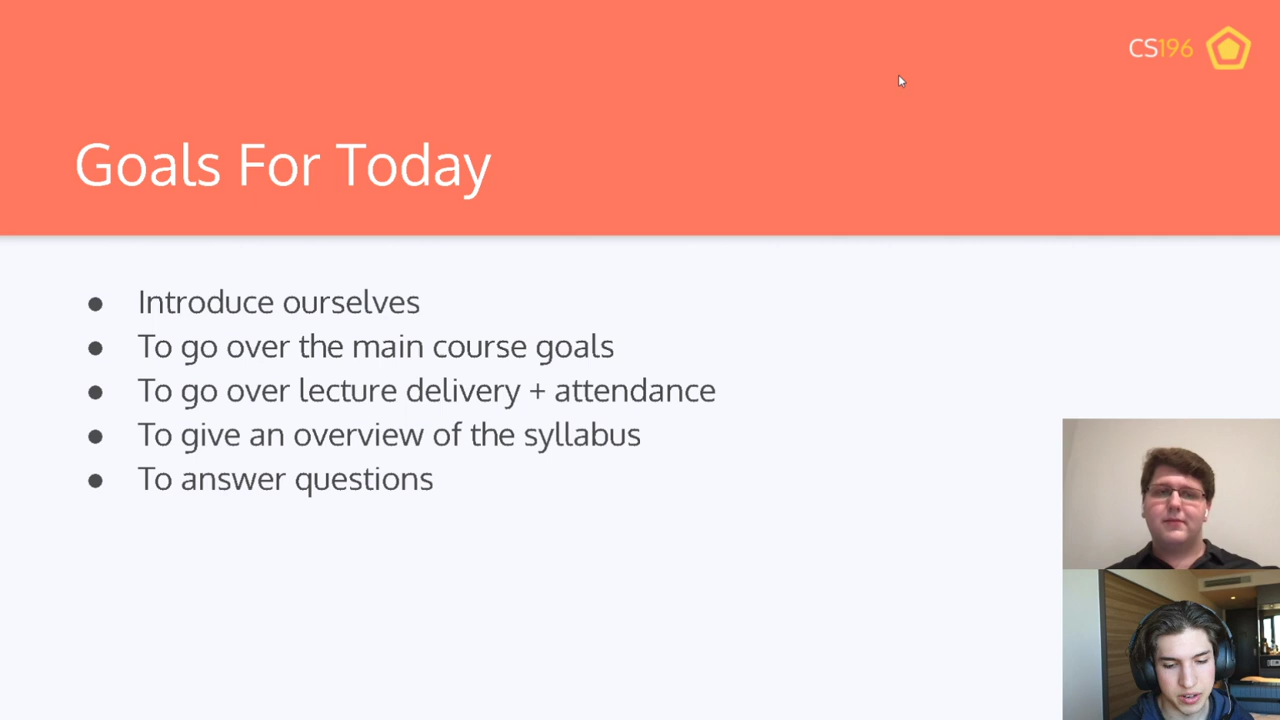 CS196
Goals For Today
● Introduce ourselves
● To go over the main course goals
● To go over lecture delivery + attendance
● To give an overview of the syllabus
● To answer questions